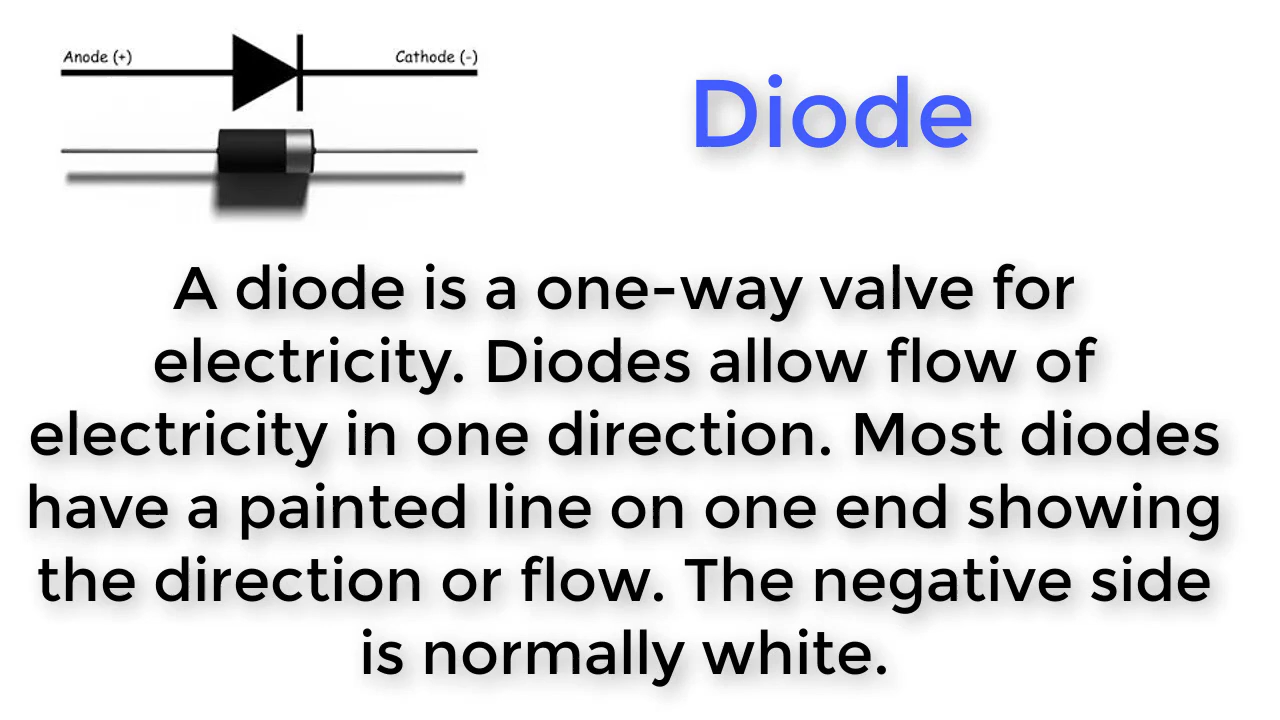 Anode (+)
Cathode (-)
Diode
A diode is a one-way valve for
electricity. Diodes allow flow of
electricity in one direction. Most diodes
have a painted line on one end showing
the direction or flow. The negative side
is normally white.